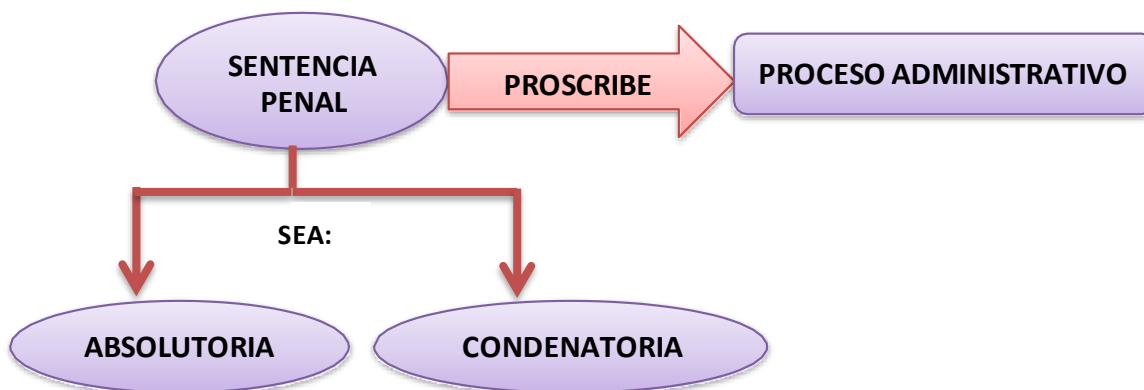 SENTENCIA
PENAL
PROSCRIBE
PROCESO ADMINISTRATIVO
SEA:
ABSOLUTORIA
CONDENATORIA